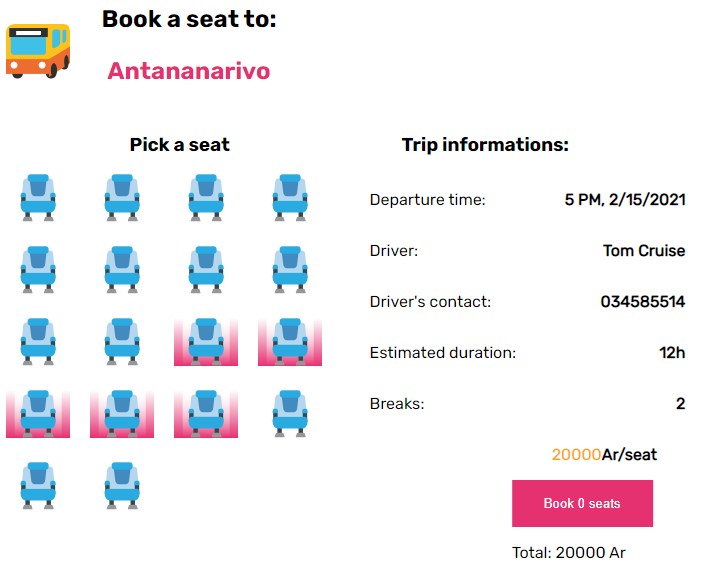 Book a seat to:
Antananarivo
Pick a seat
Trip informations:
Departure time: 5 PM, 2/15/2021
Driver: Tom Cruise
Driver's contact: 034585514
Estimated duration: 12h
Breaks: 2
20000Ar/seat
Book 0 seats
Total: 20000 Ar